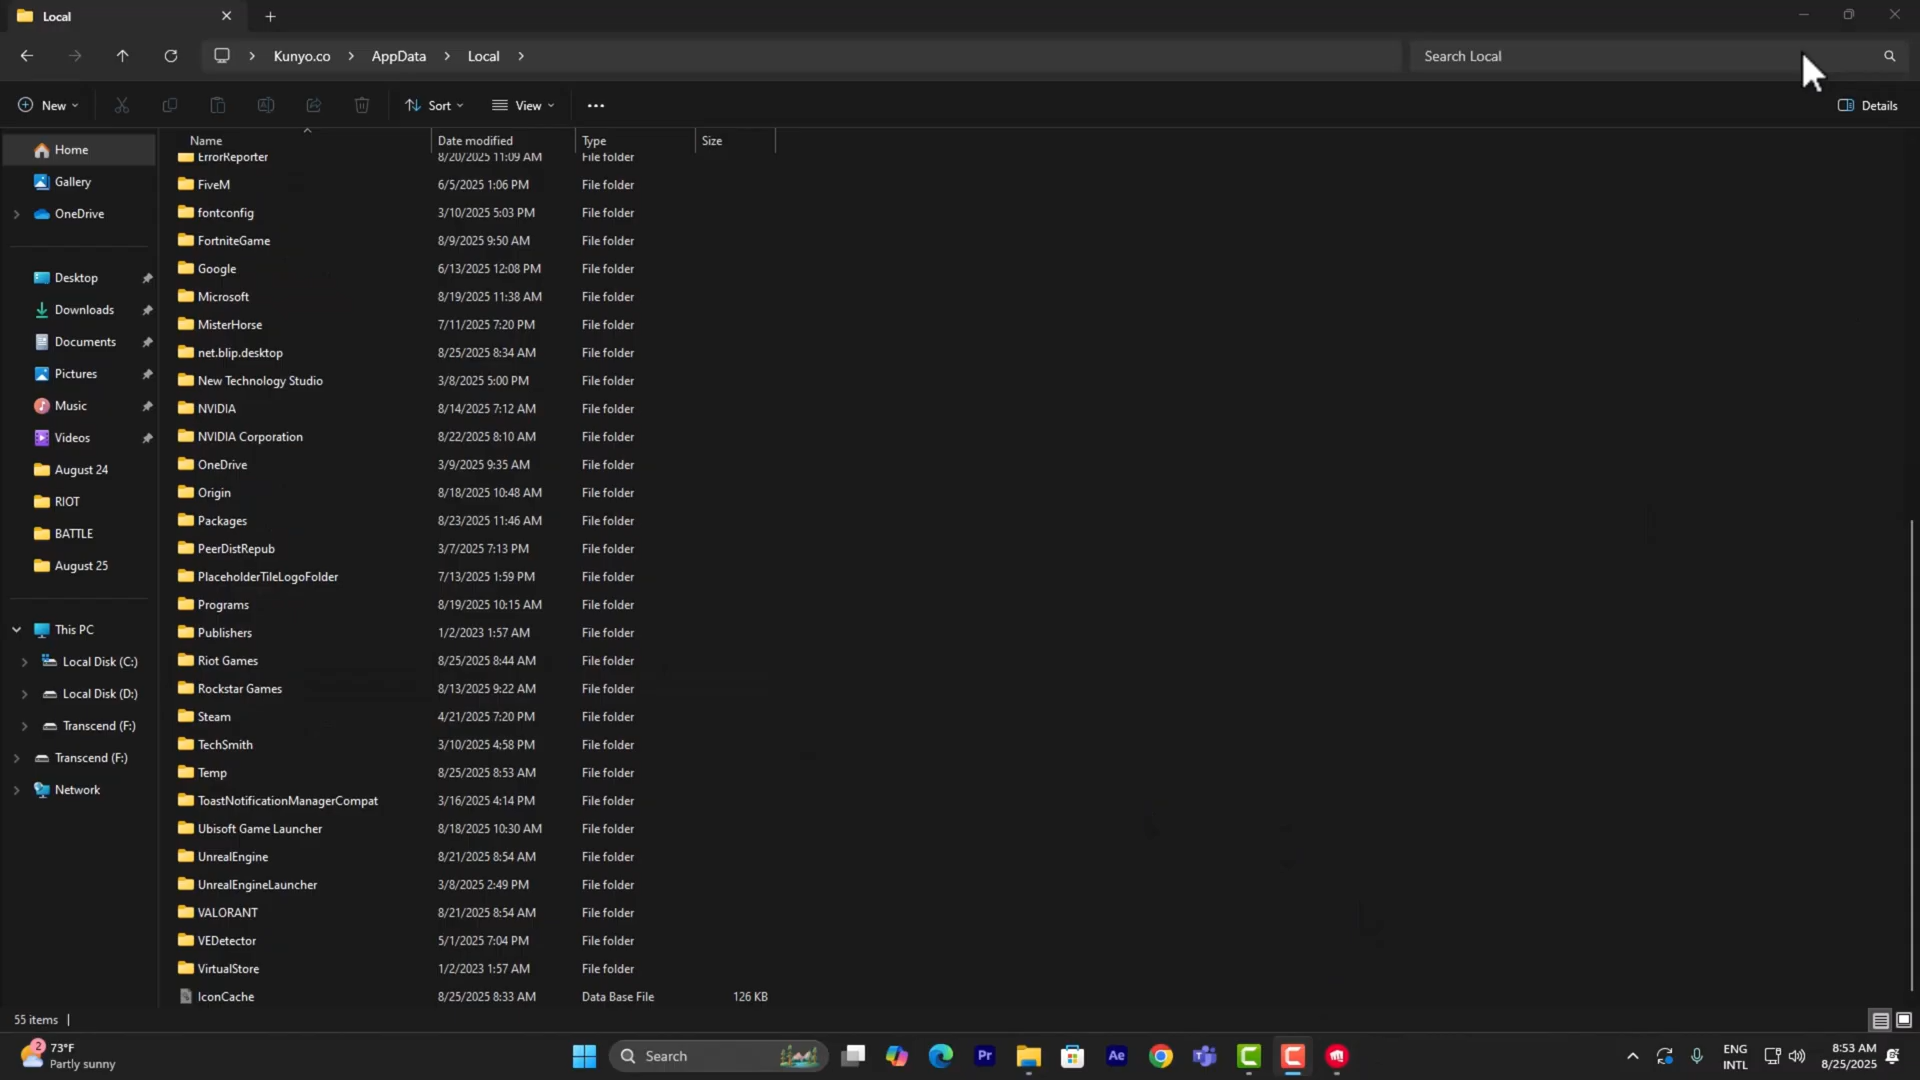 Local
Kunyo.co > AppData > Local >
Search Local
New
Sort
View
Details
Name Date modified Type Size
ErrorReporter 8/20/2025 11:09 AM File folder
FiveM 6/5/2025 1:06 PM File folder
fontconfig 3/10/2025 5:03 PM File folder
FortniteGame 8/9/2025 9:50 AM File folder
Google 6/13/2025 12:08 PM File folder
Microsoft 8/19/2025 11:38 AM File folder
MisterHorse 7/11/2025 7:20 PM File folder
net.blip.desktop 8/25/2025 8:34 AM File folder
New Technology Studio 3/8/2025 5:00 PM File folder
NVIDIA 8/14/2025 7:12 AM File folder
NVIDIA Corporation 8/22/2025 8:10 AM File folder
OneDrive 3/9/2025 9:35 AM File folder
Origin 8/18/2025 10:48 AM File folder
Packages 8/23/2025 11:46 AM File folder
PeerDistRepub 3/7/2025 7:13 PM File folder
PlaceholderTileLogoFolder 7/13/2025 1:59 PM File folder
Programs 8/19/2025 10:15 AM File folder
Publishers 1/2/2023 1:57 AM File folder
Riot Games 8/25/2025 8:44 AM File folder
Rockstar Games 8/13/2025 9:22 AM File folder
Steam 4/21/2025 7:20 PM File folder
TechSmith 3/10/2025 4:58 PM File folder
Temp 8/25/2025 8:53 AM File folder
ToastNotificationManagerCompat 3/16/2025 4:14 PM File folder
Ubisoft Game Launcher 8/18/2025 10:30 AM File folder
UnrealEngine 8/21/2025 8:54 AM File folder
UnrealEngineLauncher 3/8/2025 2:49 PM File folder
VALORANT 8/21/2025 8:54 AM File folder
VEDetector 5/1/2025 7:04 PM File folder
VirtualStore 1/2/2023 1:57 AM File folder
IconCache 8/25/2025 8:33 AM Data Base File 126 KB
Home
Gallery
OneDrive
Desktop
Downloads
Documents
Pictures
Music
Videos
August 24
RIOT
BATTLE
August 25
This PC
Local Disk (C:)
Local Disk (D:)
Transcend (F:)
Transcend (F:)
Network
55 items
2
73°F
Partly sunny
Search
Pr
Ae
ENG
INTL
8:53 AM
8/25/2025